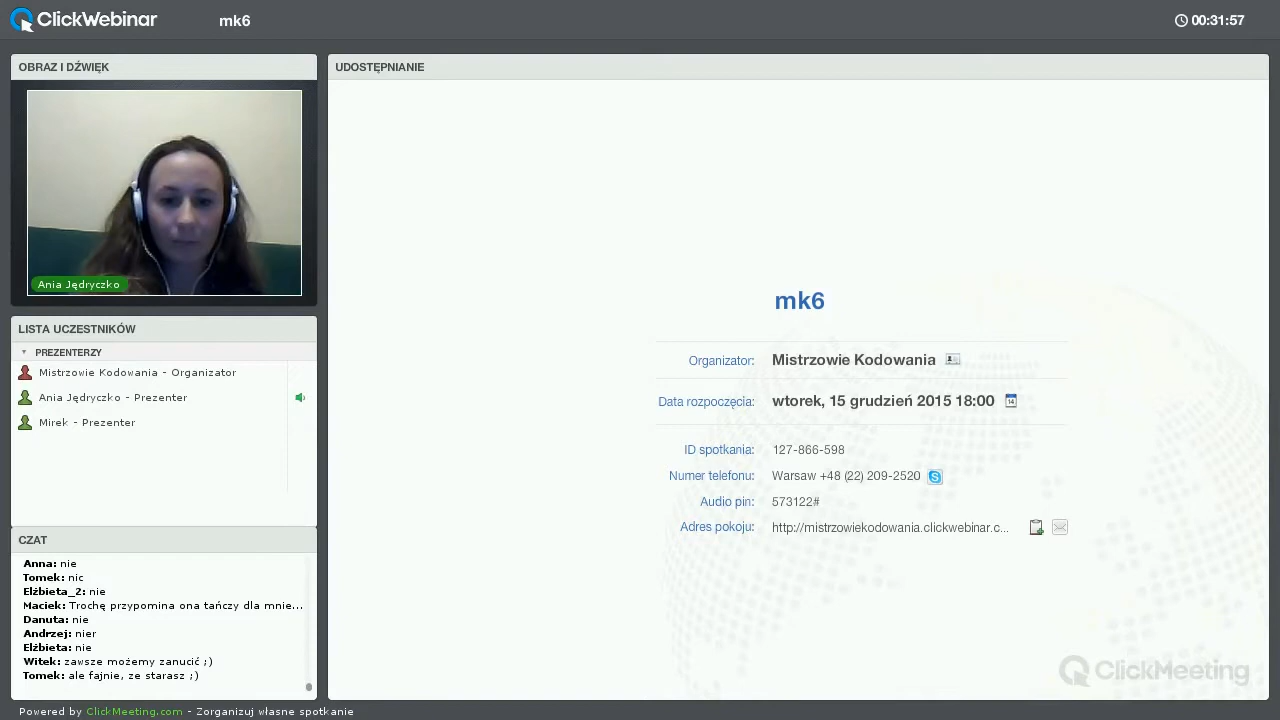 ClickWebinar
mk6
00:31:57
OBRAZ I DŹWIĘK
Ania Jędryczko
LISTA UCZESTNIKÓW
PREZENTERZY
Mistrzowie Kodowania - Organizator
Ania Jędryczko - Prezenter
Mirek - Prezenter
CZAT
Anna: nie
Tomek: nic
Elżbieta_2: nie
Maciek: Trochę przypomina ona tańczy dla mnie...
Danuta: nie
Andrzej: nier
Elżbieta: nie
Witek: zawsze możemy zanucić ;)
Tomek: ale fajnie, ze starasz ;)
UDOSTĘPNIANIE
mk6
Organizator: Mistrzowie Kodowania
Data rozpoczęcia: wtorek, 15 grudzień 2015 18:00
14
ID spotkania: 127-866-598
Numer telefonu: Warsaw +48 (22) 209-2520
Audio pin: 573122#
Adres pokoju: http://mistrzowiekodowania.clickwebinar.c...
ClickMeeting
Powered by ClickMeeting.com - Zorganizuj własne spotkanie